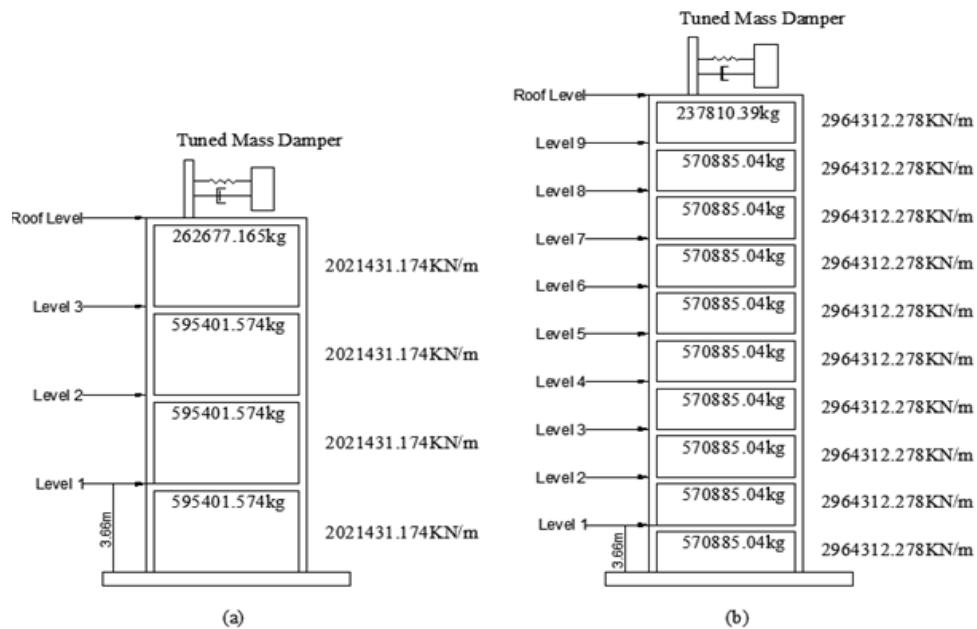 Tuned Mass Damper
Roof Level
262677.165kg
2021431.174KN/m
Level 3
595401.574kg
2021431.174KN/m
Level 2
595401.574kg
2021431.174KN/m
Level 1
595401.574kg
2021431.174KN/m
3.66m
(a)
Tuned Mass Damper
Roof Level
237810.39kg
2964312.278KN/m
Level 9
570885.04kg
2964312.278KN/m
Level 8
570885.04kg
2964312.278KN/m
Level 7
570885.04kg
2964312.278KN/m
Level 6
570885.04kg
2964312.278KN/m
Level 5
570885.04kg
2964312.278KN/m
Level 4
570885.04kg
2964312.278KN/m
Level 3
570885.04kg
2964312.278KN/m
Level 2
570885.04kg
2964312.278KN/m
Level 1
570885.04kg
2964312.278KN/m
3.66m
(b)